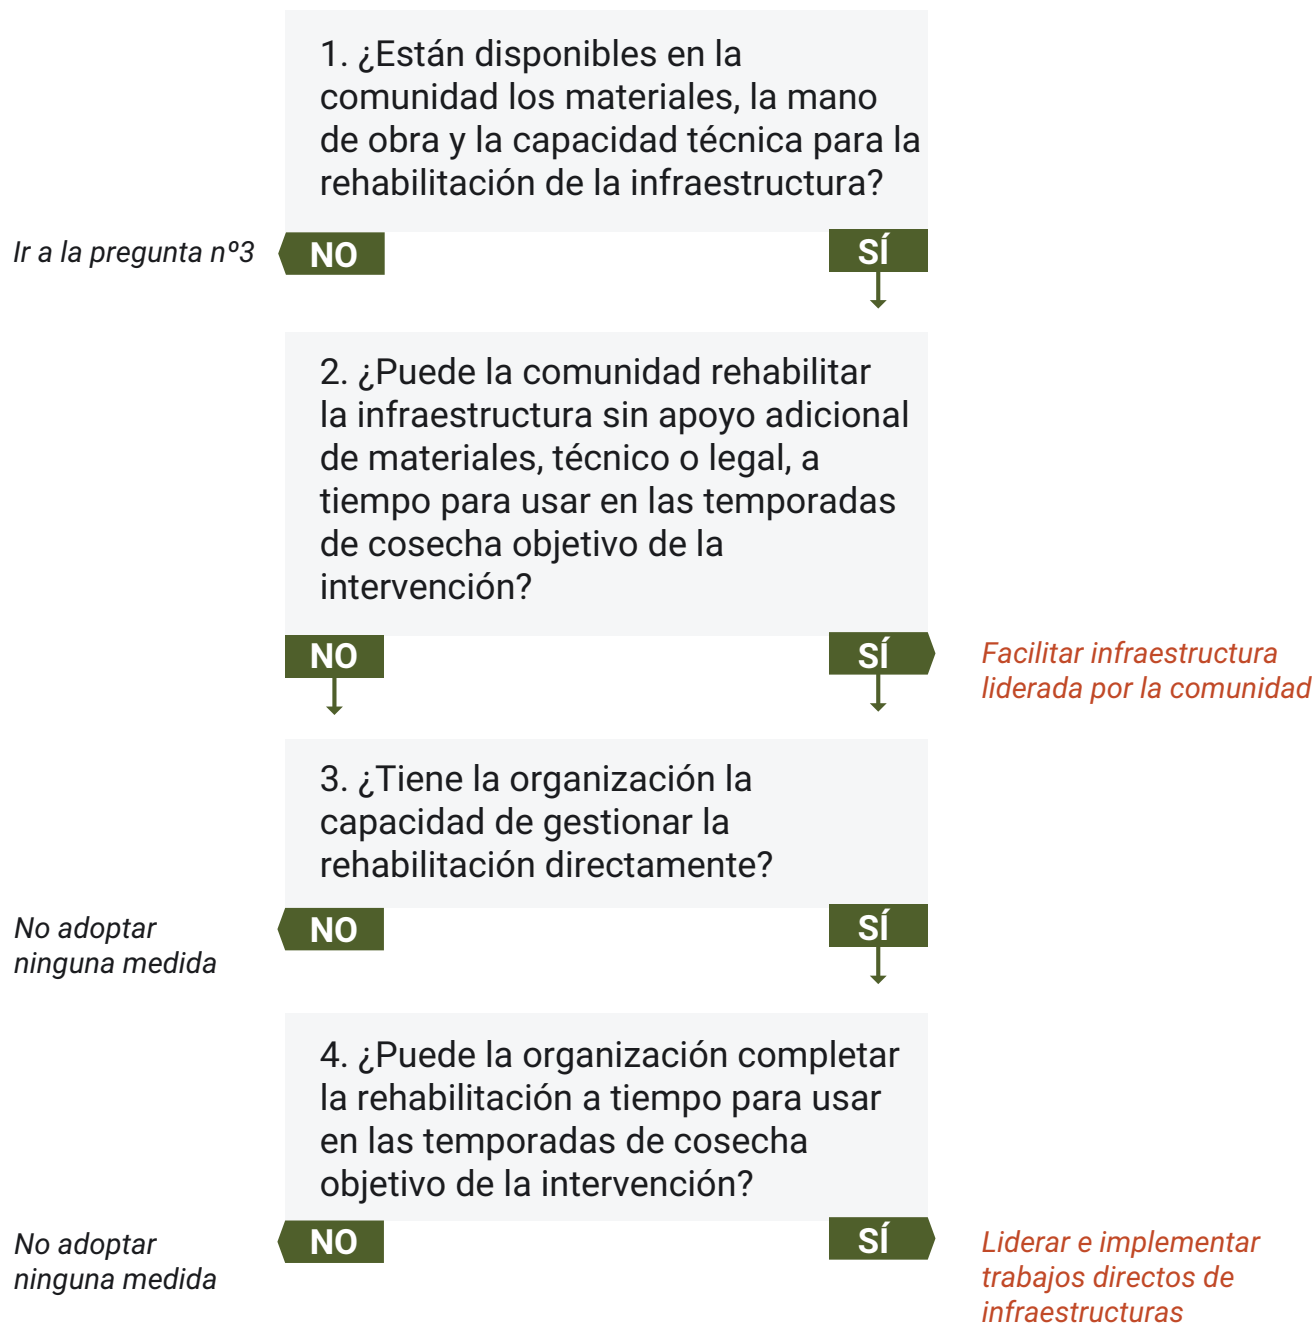 1. ¿Están disponibles en la
comunidad los materiales, la mano
de obra y la capacidad técnica para la
rehabilitación de la infraestructura?
Ir a la pregunta nº3
NO
SÍ
2. ¿Puede la comunidad rehabilitar
la infraestructura sin apoyo adicional
de materiales, técnico o legal, a
tiempo para usar en las temporadas
de cosecha objetivo de la
intervención?
NO
SÍ
Facilitar infraestructura
liderada por la comunidad
3. ¿Tiene la organización la
capacidad de gestionar la
rehabilitación directamente?
No adoptar
ninguna medida
NO
SÍ
4. ¿Puede la organización completar
la rehabilitación a tiempo para usar
en las temporadas de cosecha
objetivo de la intervención?
No adoptar
ninguna medida
NO
SÍ
Liderar e implementar
trabajos directos de
infraestructuras